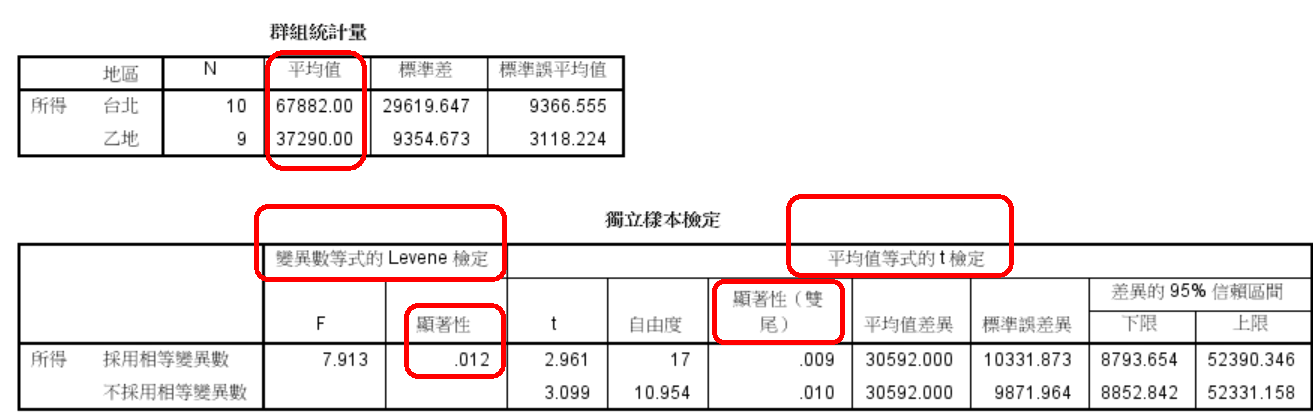 群組統計量
地區 N 平均值 標準差 標準誤平均值
所得 台北 10 67882.00 29619.647 9366.555
乙地 9 37290.00 9354.673 3118.224
獨立樣本檢定
變異數等式的 Levene 檢定 平均值等式的 t 檢定
F 顯著性 t 自由度 顯著性（雙尾） 平均值差異 標準誤差異 差異的 95% 信賴區間
下限 上限
所得 採用相等變異數 7.913 .012 2.961 17 .009 30592.000 10331.873 8793.654 52390.346
不採用相等變異數 3.099 10.954 .010 30592.000 9871.964 8852.842 52331.158